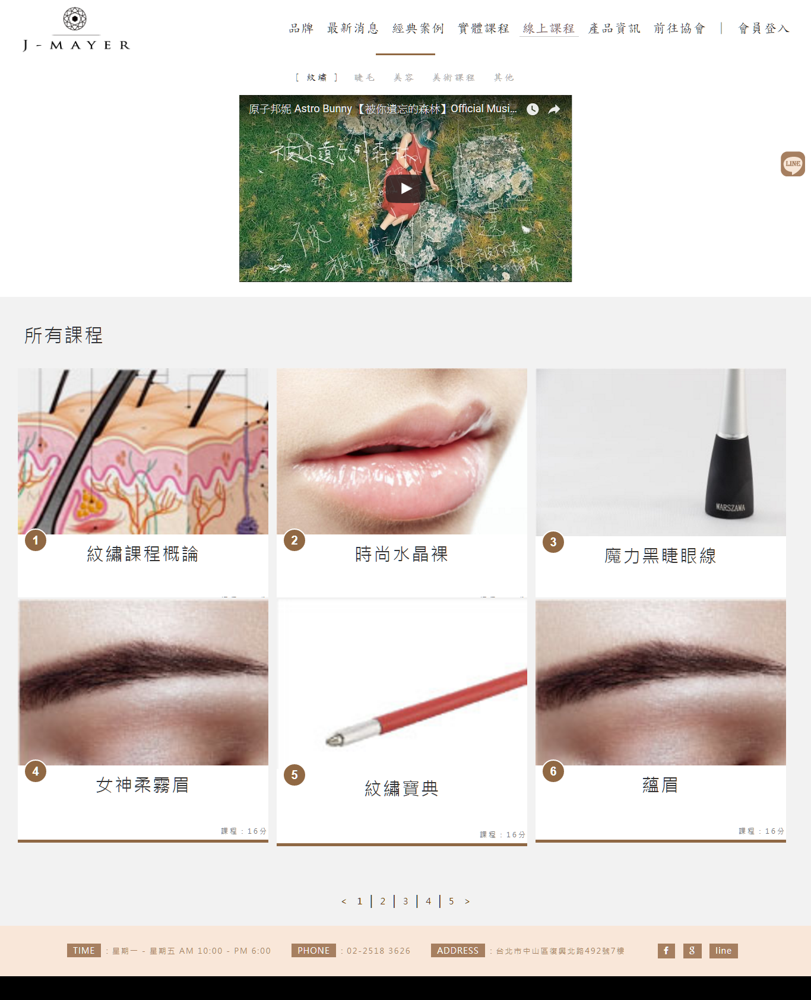 J - MAYER
品牌 最新消息 經典案例 實體課程 線上課程 產品資訊 前往協會 | 會員登入
[ 紋繡 ] 睫毛 美容 美術課程 其他
原子邦妮 Astro Bunny 【被你遺忘的森林】Official Musi...
被你遺忘的森林
LINE
所有課程
WARSZAWA
1 紋繡課程概論
2 時尚水晶裸
3 魔力黑睫眼線
4 女神柔霧眉
5 紋繡寶典
6 蘊眉
課程：16分
課程：16分
課程：16分
< 1 | 2 | 3 | 4 | 5 >
TIME : 星期一 - 星期五 AM 10:00 - PM 6:00 PHONE : 02-2518 3626 ADDRESS : 台北市中山區復興北路492號7樓 f g line